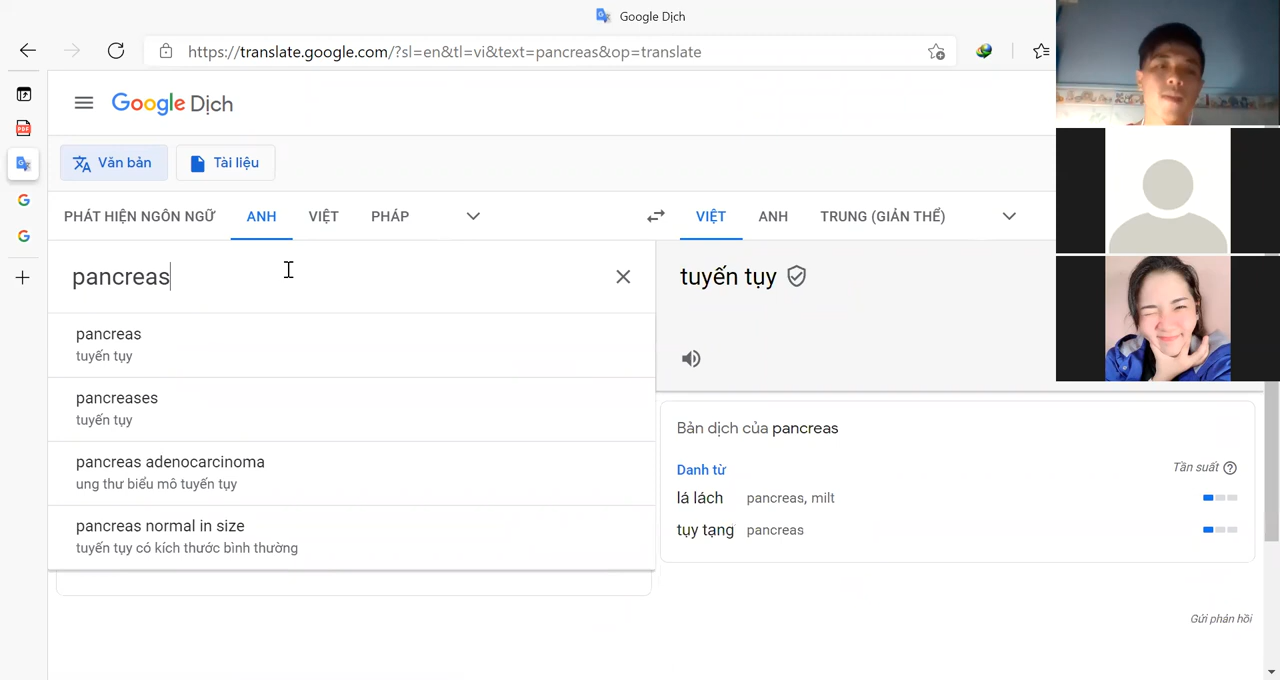 Google Dịch
https://translate.google.com/?sl=en&tl=vi&text=pancreas&op=translate
Google Dịch
Văn bản
Tài liệu
PHÁT HIỆN NGÔN NGỮ ANH VIỆT PHÁP
VIỆT ANH TRUNG (GIẢN THỂ)
pancreas
tuyến tụy
pancreas
tuyến tụy
pancreases
tuyến tụy
pancreas adenocarcinoma
ung thư biểu mô tuyến tụy
pancreas normal in size
tuyến tụy có kích thước bình thường
Bản dịch của pancreas
Danh từ Tần suất
lá lách pancreas, milt
tụy tạng pancreas
Gửi phản hồi
PDF